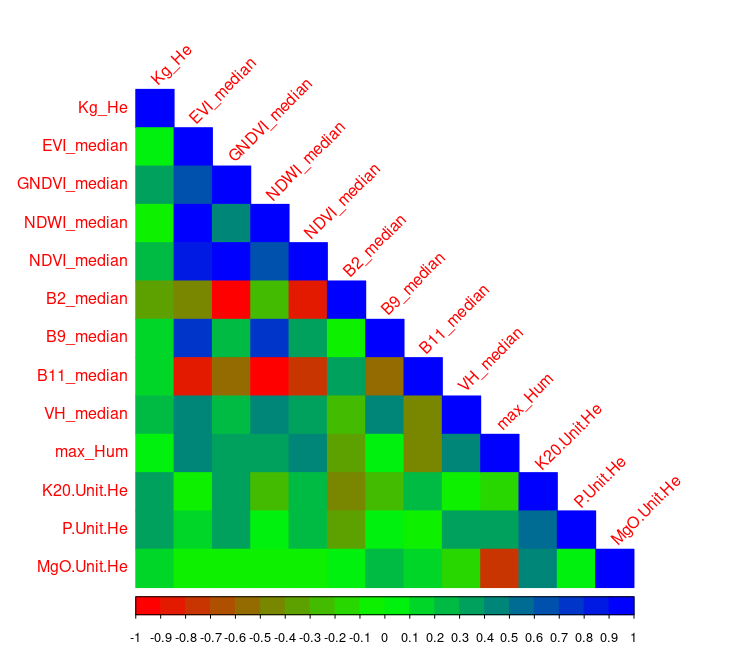 Kg_He
EVI_median
GNDVI_median
NDWI_median
NDVI_median
B2_median
B9_median
B11_median
VH_median
max_Hum
K20.Unit.He
P.Unit.He
MgO.Unit.He
Kg_He
EVI_median
GNDVI_median
NDWI_median
NDVI_median
B2_median
B9_median
B11_median
VH_median
max_Hum
K20.Unit.He
P.Unit.He
MgO.Unit.He
-1 -0.9 -0.8 -0.7 -0.6 -0.5 -0.4 -0.3 -0.2 -0.1 0 0.1 0.2 0.3 0.4 0.5 0.6 0.7 0.8 0.9 1